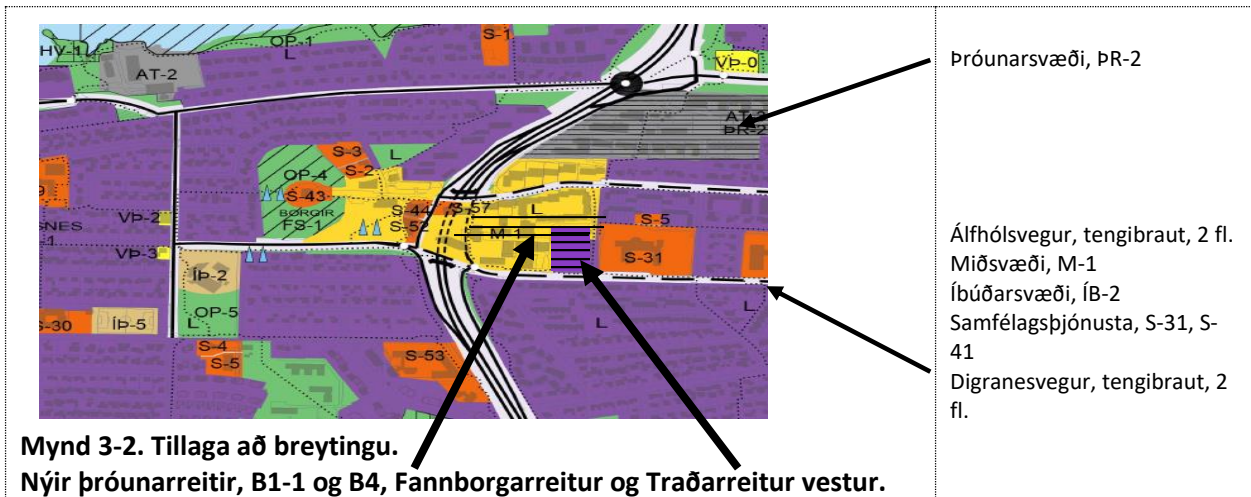 HV-1
OP-1
L
S-1
AT-2
VÞ-0
ÞR-2
S-3
L
S-2
OP-4
S-43
BORGIR
FS-1
S-44
S-52
S-57
L
M-1
S-5
S-31
VÞ-2
VÞ-3
ÍÞ-2
OP-5
L
S-30
ÍÞ-5
S-4
S-5
S-53
L
L
Mynd 3-2. Tillaga að breytingu.
Nýir þróunarreitir, B1-1 og B4, Fannborgarreitur og Traðarreitur vestur.
Þróunarsvæði, ÞR-2
Álfhólsvegur, tengibraut, 2 fl.
Miðsvæði, M-1
Íbúðarsvæði, ÍB-2
Samfélagsþjónusta, S-31, S-
41
Digranesvegur, tengibraut, 2
fl.